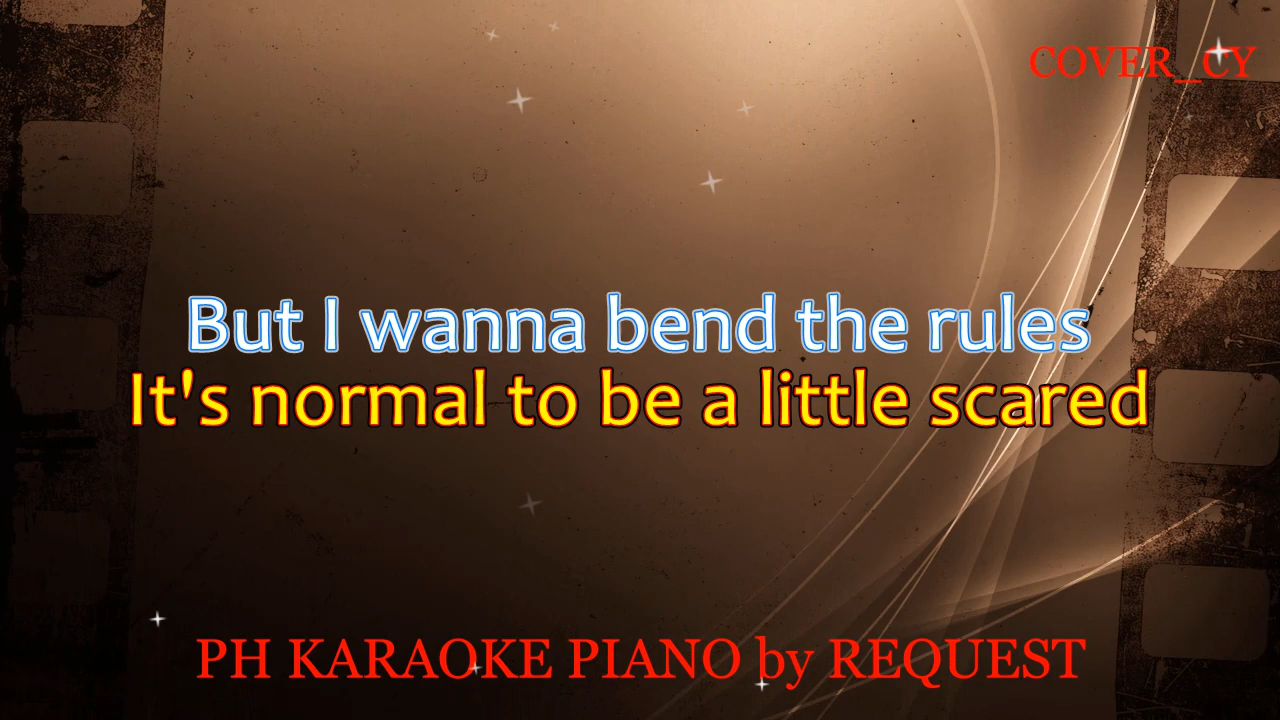 COVER_CY
But I wanna bend the rules
It's normal to be a little scared
PH KARAOKE PIANO by REQUEST